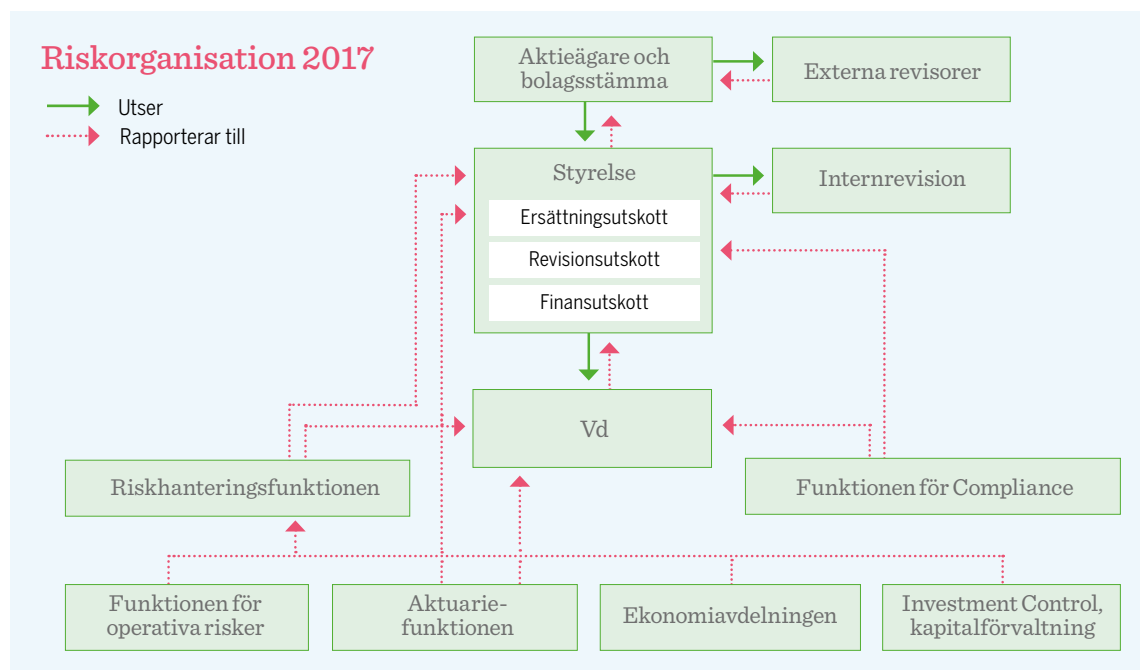 Riskorganisation 2017
Utser
Rapporterar till
Aktieägare och
bolagsstämma
Externa revisorer
Styrelse
Ersättningsutskott
Revisionsutskott
Finansutskott
Internrevision
Vd
Riskhanteringsfunktionen
Funktionen för Compliance
Funktionen för
operativa risker
Aktuarie-
funktionen
Ekonomiavdelningen
Investment Control,
kapitalförvaltning